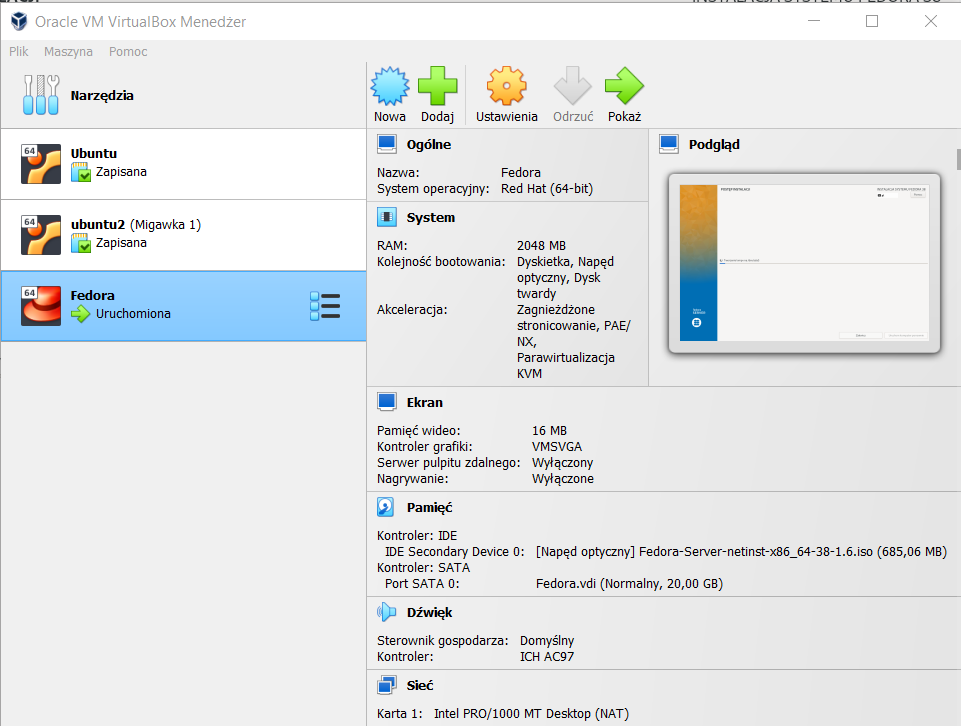 Oracle VM VirtualBox Menedżer
Plik Maszyna Pomoc
Narzędzia
Nowa Dodaj Ustawienia Odrzuć Pokaż
64 Ubuntu
Zapisana
64 ubuntu2 (Migawka 1)
Zapisana
64 Fedora
Uruchomiona
Ogólne
Nazwa: Fedora
System operacyjny: Red Hat (64-bit)
System
RAM: 2048 MB
Kolejność bootowania: Dyskietka, Napęd
optyczny, Dysk
twardy
Akceleracja: Zagnieżdżone
stronicowanie, PAE/
NX,
Parawirtualizacja
KVM
Podgląd
Ekran
Pamięć wideo: 16 MB
Kontroler grafiki: VMSVGA
Serwer pulpitu zdalnego: Wyłączony
Nagrywanie: Wyłączone
Pamięć
Kontroler: IDE
IDE Secondary Device 0: [Napęd optyczny] Fedora-Server-netinst-x86_64-38-1.6.iso (685,06 MB)
Kontroler: SATA
Port SATA 0: Fedora.vdi (Normalny, 20,00 GB)
Dźwięk
Sterownik gospodarza: Domyślny
Kontroler: ICH AC97
Sieć
Karta 1: Intel PRO/1000 MT Desktop (NAT)